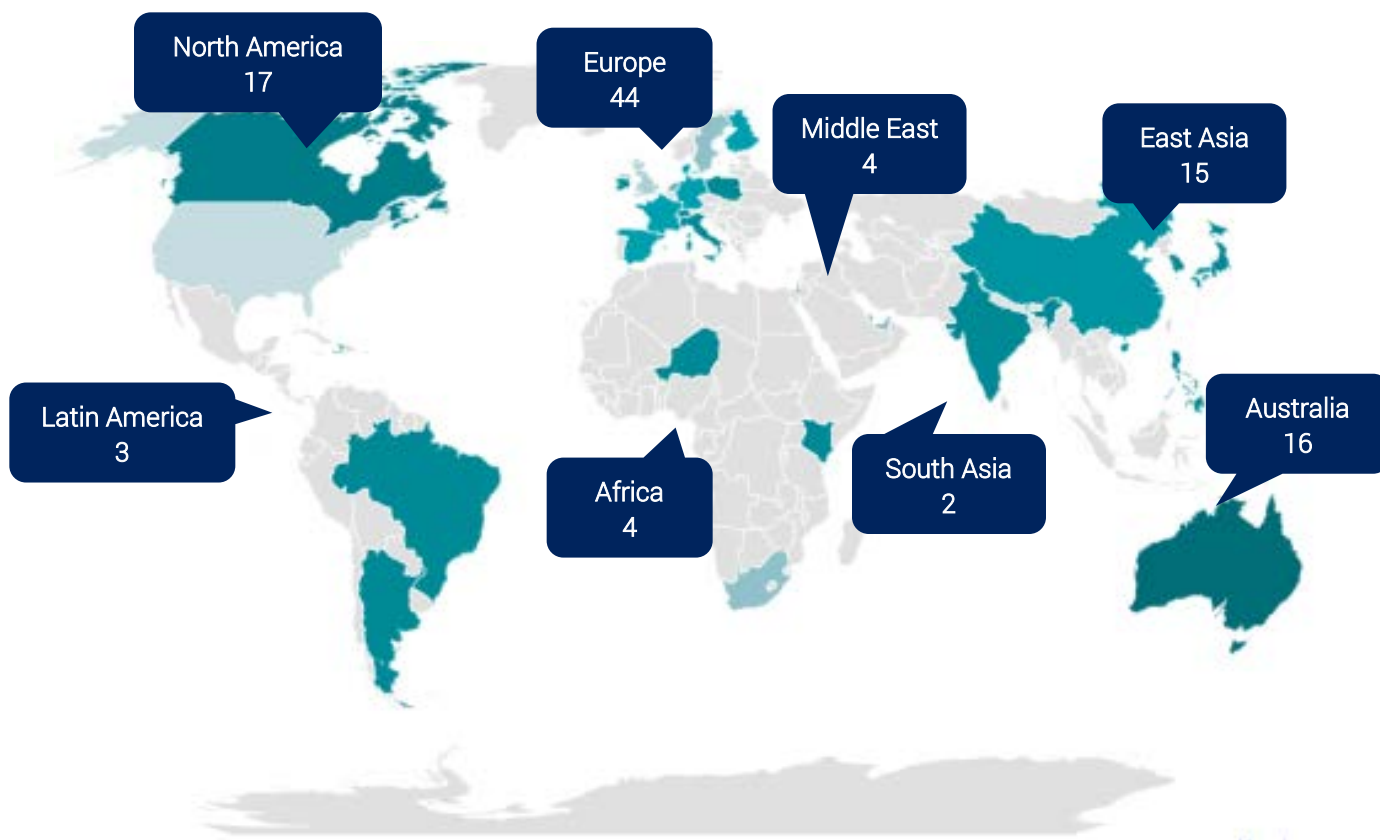 North America
17
Europe
44
Middle East
4
East Asia
15
Latin America
3
Africa
4
South Asia
2
Australia
16